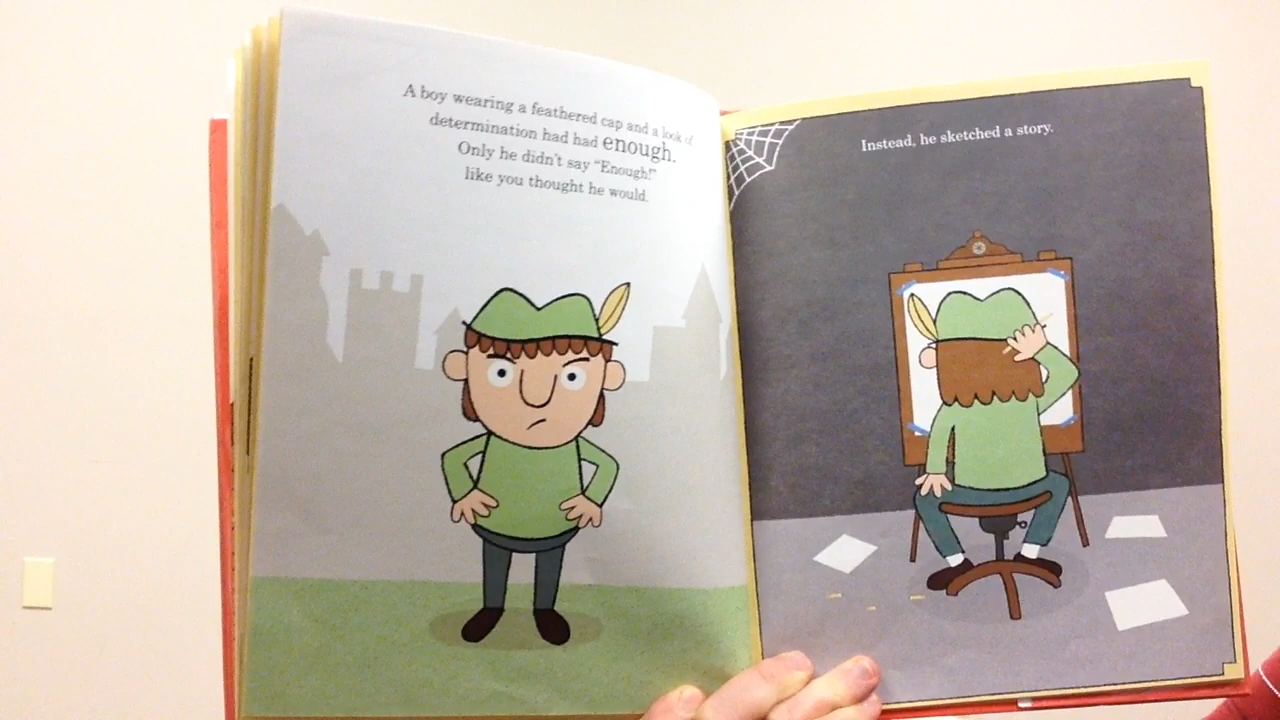 A boy wearing a feathered cap and a look of
determination had had enough.
Only he didn't say "Enough!"
like you thought he would.
Instead, he sketched a story.